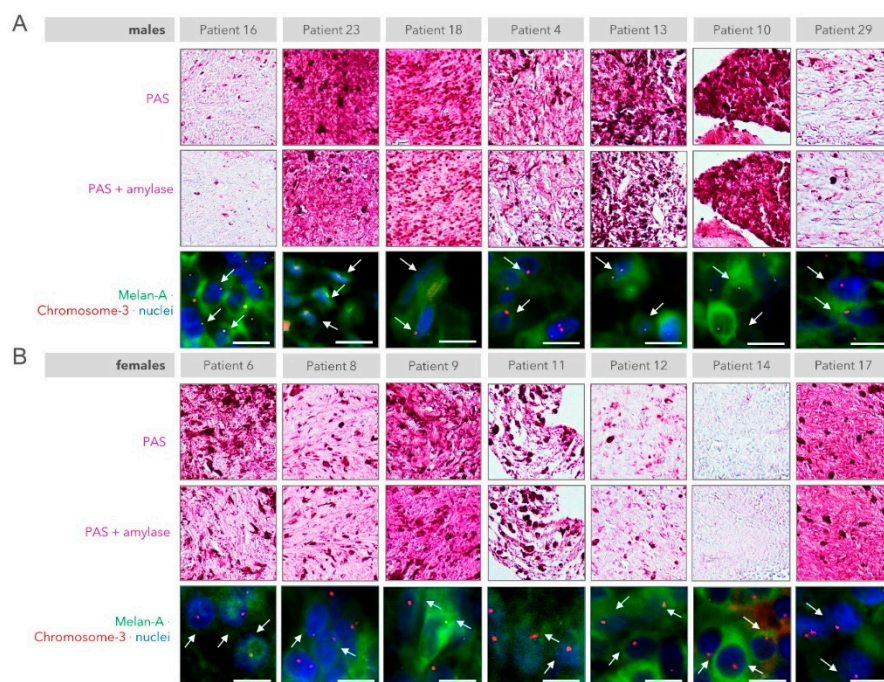 A
males Patient 16 Patient 23 Patient 18 Patient 4 Patient 13 Patient 10 Patient 29
PAS
PAS + amylase
Melan-A ·
Chromosome-3 · nuclei
B
females Patient 6 Patient 8 Patient 9 Patient 11 Patient 12 Patient 14 Patient 17
PAS
PAS + amylase
Melan-A ·
Chromosome-3 · nuclei